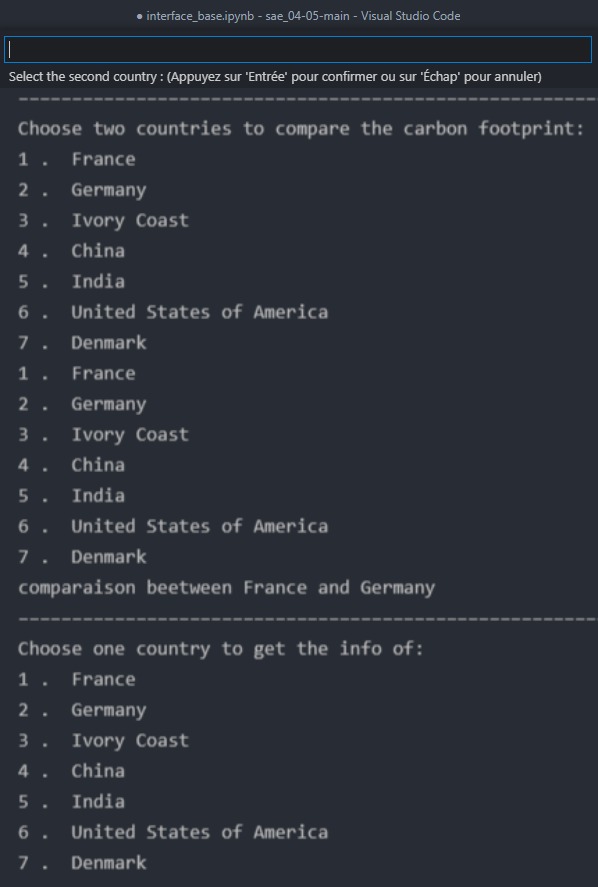 ● interface_base.ipynb - sae_04-05-main - Visual Studio Code
Select the second country : (Appuyez sur 'Entrée' pour confirmer ou sur 'Échap' pour annuler)
--------------------------------------------------------
Choose two countries to compare the carbon footprint:
1 .  France
2 .  Germany
3 .  Ivory Coast
4 .  China
5 .  India
6 .  United States of America
7 .  Denmark
1 .  France
2 .  Germany
3 .  Ivory Coast
4 .  China
5 .  India
6 .  United States of America
7 .  Denmark
comparaison beetween France and Germany
--------------------------------------------------------
Choose one country to get the info of:
1 .  France
2 .  Germany
3 .  Ivory Coast
4 .  China
5 .  India
6 .  United States of America
7 .  Denmark